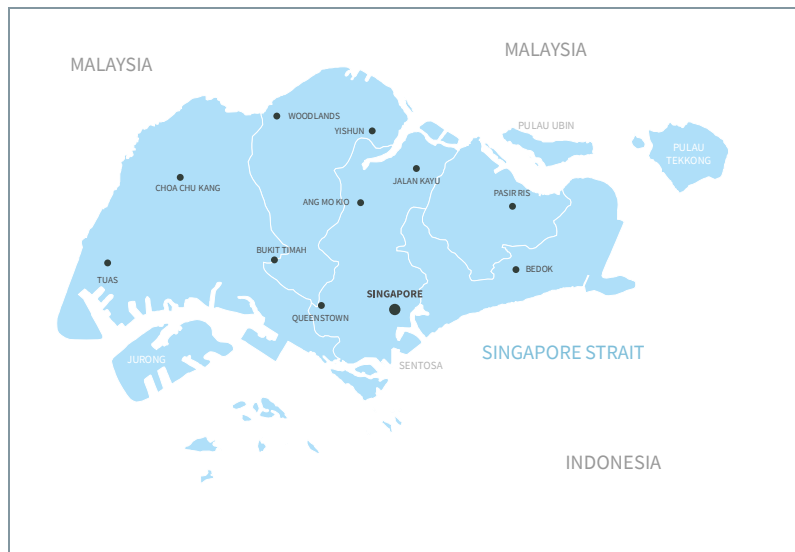 MALAYSIA
MALAYSIA
WOODLANDS
YISHUN
PULAU UBIN
PULAU
TEKKONG
CHOA CHU KANG
JALAN KAYU
PASIR RIS
ANG MO KIO
BUKIT TIMAH
BEDOK
TUAS
SINGAPORE
QUEENSTOWN
SINGAPORE STRAIT
JURONG
SENTOSA
INDONESIA